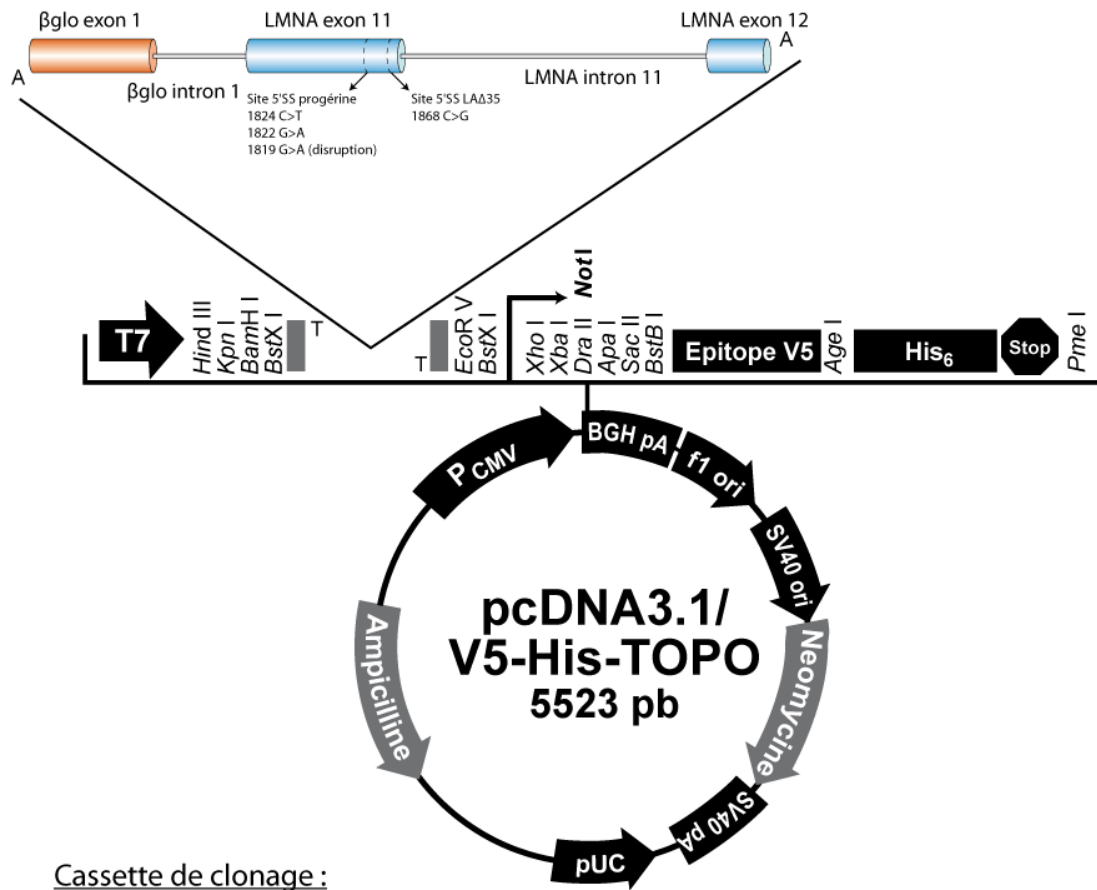 βglo exon 1
LMNA exon 11
LMNA exon 12
A
A
βglo intron 1
LMNA intron 11
Site 5'SS progérine
1824 C>T
1822 G>A
1819 G>A (disruption)
Site 5'SS LAΔ35
1868 C>G
T7
Hind III
Kpn I
BamH I
BstX I
T
T
EcoR V
BstX I
Xho I
Xba I
Dra II
Not I
Apa I
Sac II
BstB I
Epitope V5
Age I
His6
Stop
Pme I
PCMV
BGH pA
f1 ori
SV40 ori
Neomycine
SV40 pA
pUC
Ampicilline
pcDNA3.1/
V5-His-TOPO
5523 pb
Cassette de clonage :